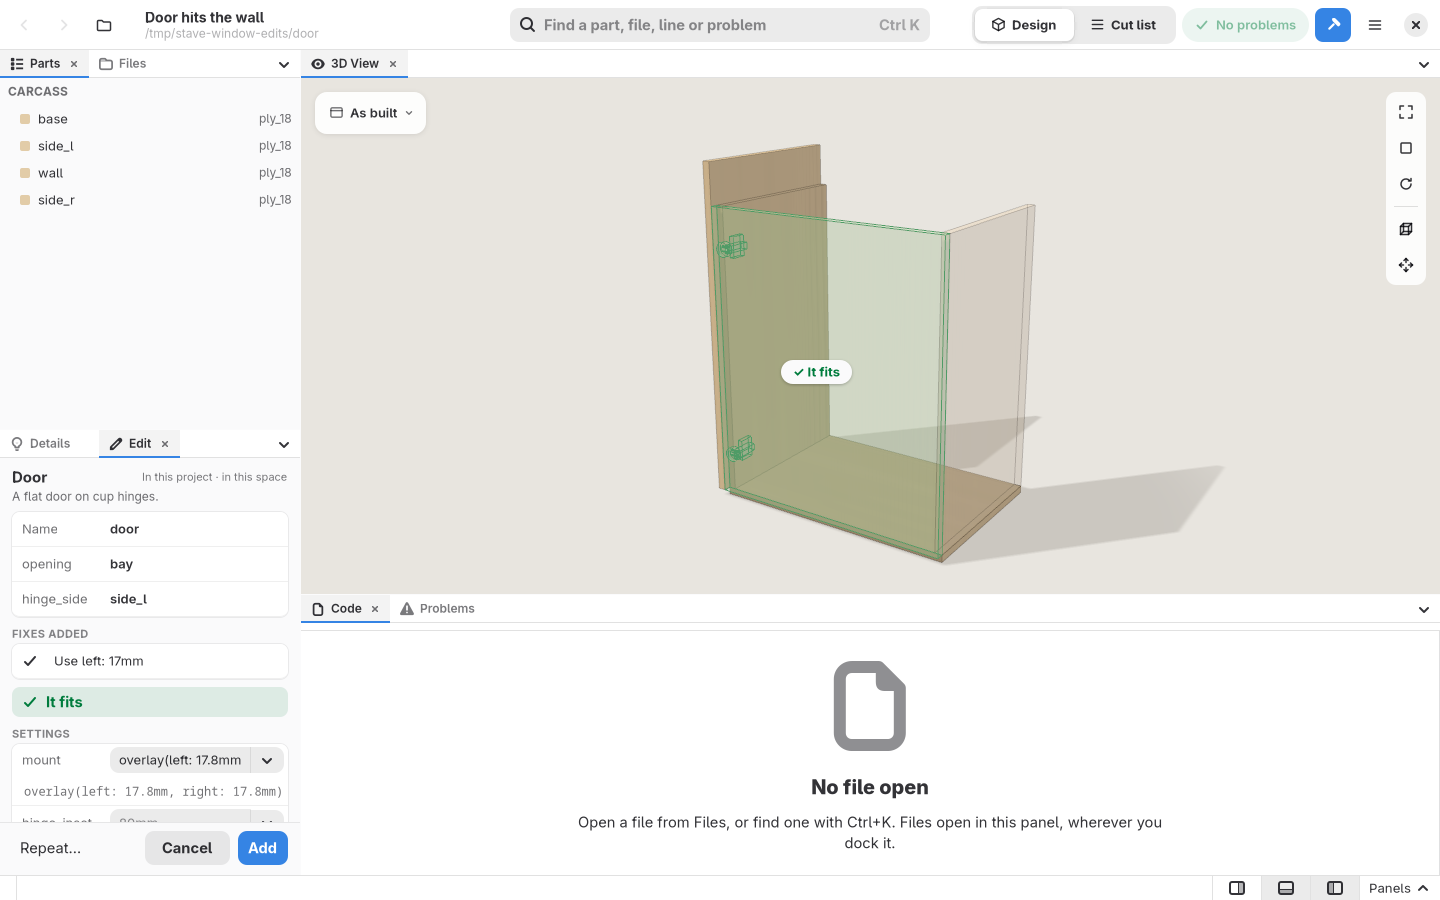 Door hits the wall
/tmp/stave-window-edits/door
Find a part, file, line or problem
Ctrl K
Design
Cut list
No problems
Parts
Files
3D View
CARCASS
base
ply_18
side_l
ply_18
wall
ply_18
side_r
ply_18
As built
It fits
Details
Edit
Door
In this project · in this space
A flat door on cup hinges.
Name
door
opening
bay
hinge_side
side_l
FIXES ADDED
Use left: 17mm
It fits
SETTINGS
mount
overlay(left: 17.8mm
overlay(left: 17.8mm, right: 17.8mm)
Repeat...
Cancel
Add
Code
Problems
No file open
Open a file from Files, or find one with Ctrl+K. Files open in this panel, wherever you
dock it.
Panels